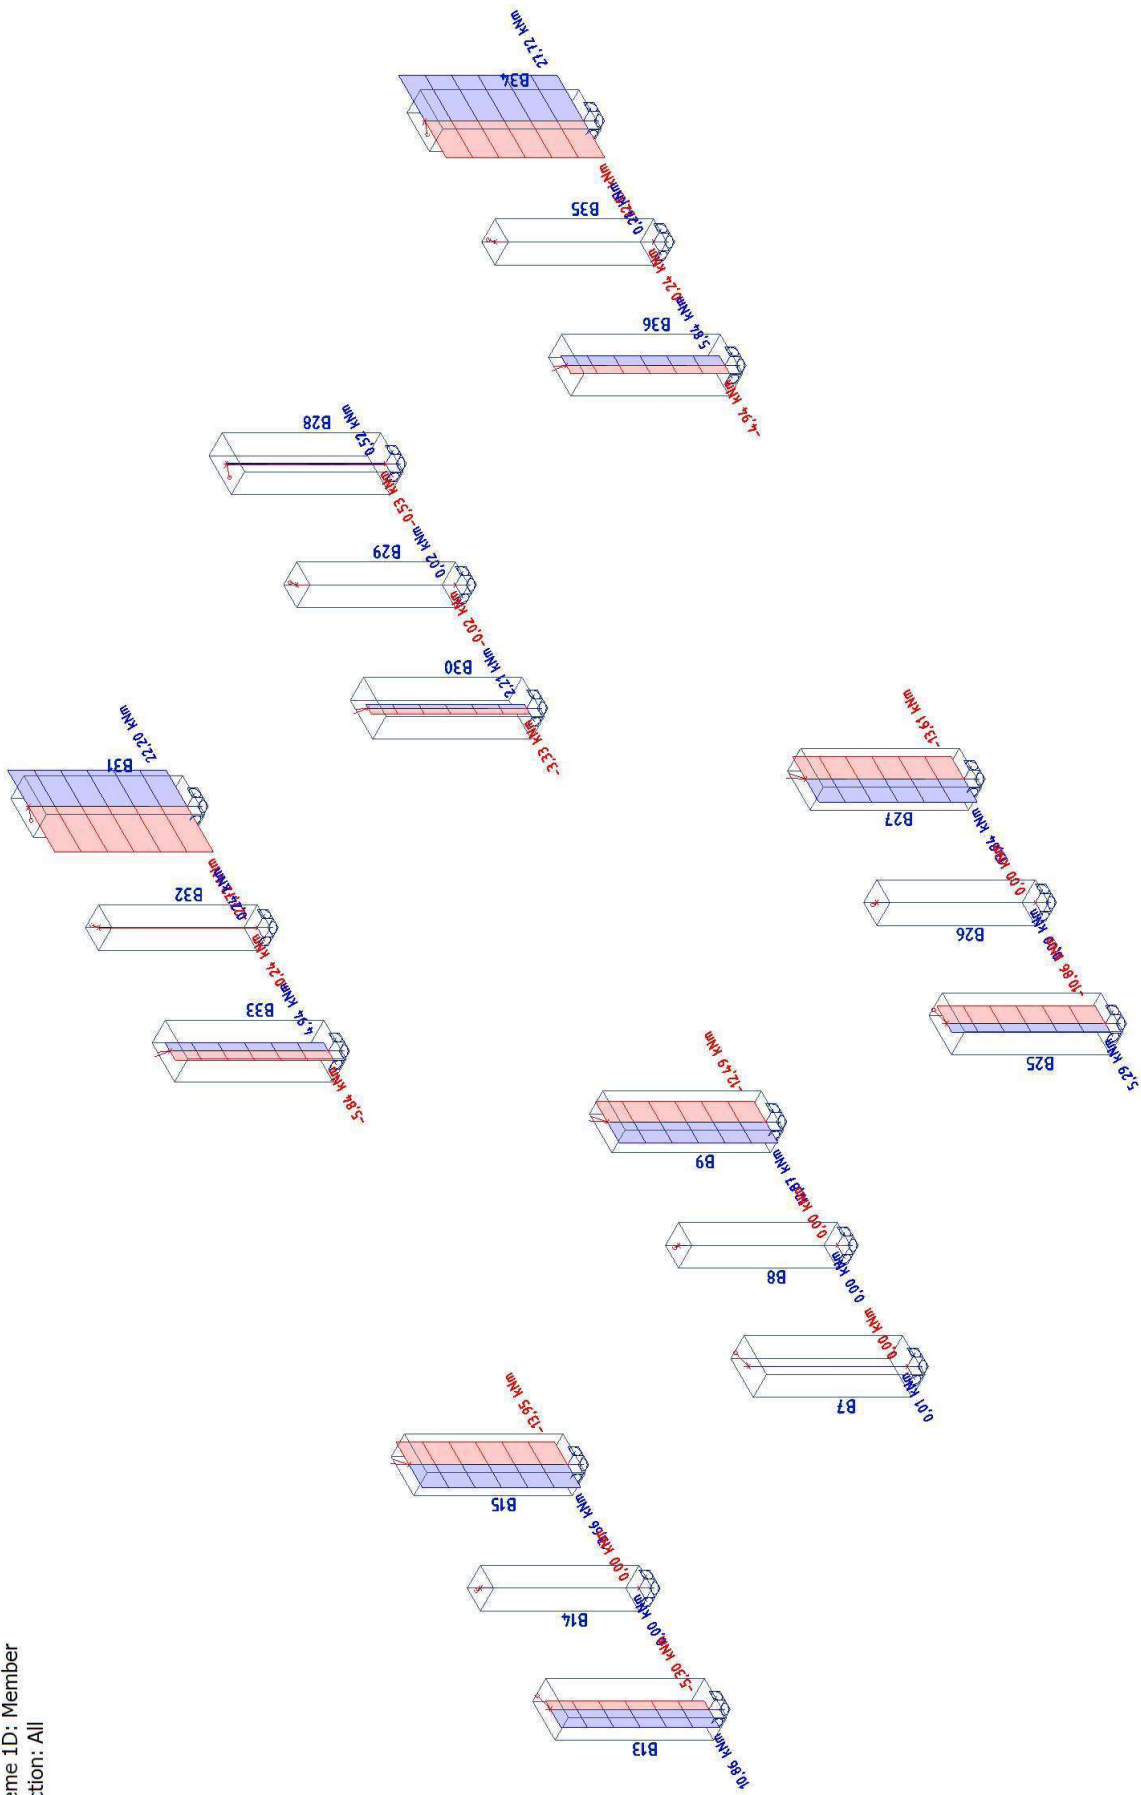 27,72 kNm
B34
B35
B36
5,84 kNm
-4,94 kNm
B28
0,52 kNm
-0,53 kNm
B29
0,02 kNm
-0,02 kNm
B30
2,21 kNm
-3,33 kNm
22,20 kNm
B31
B32
B33
4,94 kNm
-5,84 kNm
-13,61 kNm
B27
0,00 kNm
B26
-10,86 kNm
B25
5,29 kNm
-12,49 kNm
B9
0,00 kNm
B8
0,00 kNm
0,00 kNm
B7
0,01 kNm
-13,95 kNm
B15
0,00 kNm
B14
-5,30 kNm
B13
10,86 kNm
eme 1D: Member
ction: All